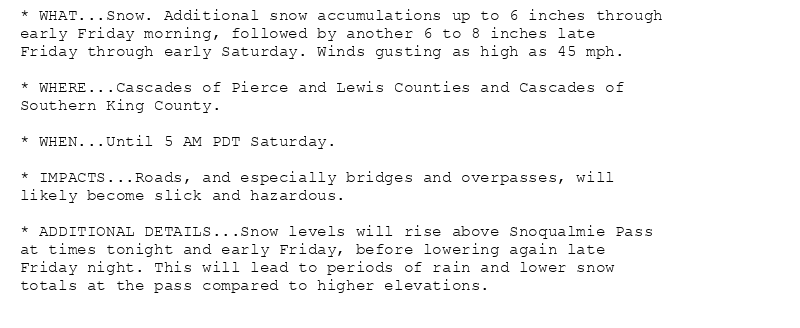 * WHAT...Snow. Additional snow accumulations up to 6 inches through
early Friday morning, followed by another 6 to 8 inches late
Friday through early Saturday. Winds gusting as high as 45 mph.
* WHERE...Cascades of Pierce and Lewis Counties and Cascades of
Southern King County.
* WHEN...Until 5 AM PDT Saturday.
* IMPACTS...Roads, and especially bridges and overpasses, will
likely become slick and hazardous.
* ADDITIONAL DETAILS...Snow levels will rise above Snoqualmie Pass
at times tonight and early Friday, before lowering again late
Friday night. This will lead to periods of rain and lower snow
totals at the pass compared to higher elevations.